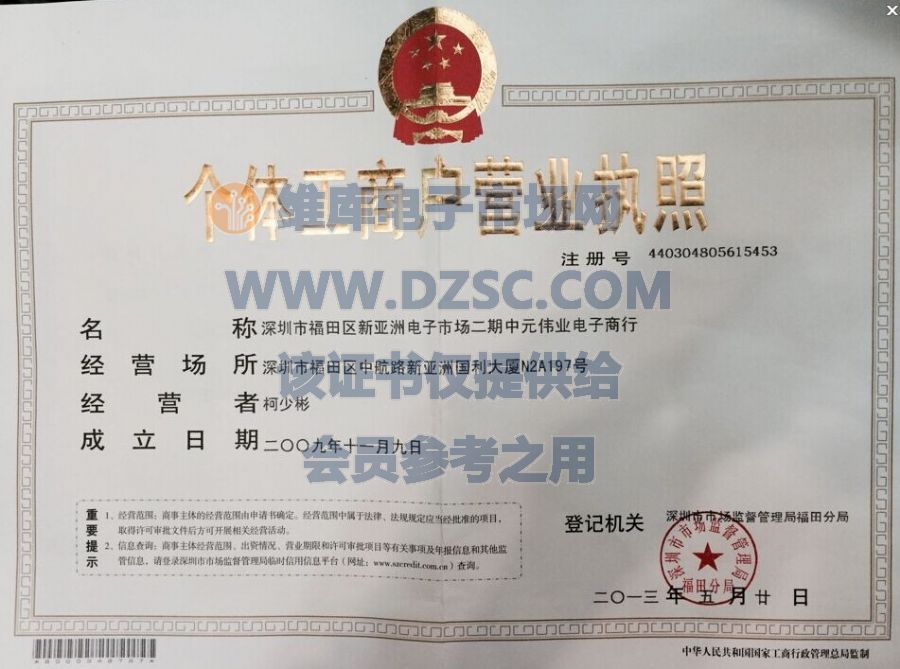 个体工商户营业执照
维库电子市场网
注册号 440304805615453
WWW.DZSC.COM
名称 深圳市福田区新亚洲电子市场二期中元伟业电子商行
经营场所 深圳市福田区中航路新亚洲国利大厦N2A197号
该证书仅提供给
经营者 柯少彬
成立日期 二〇〇九年十一月九日
会员参考之用
重要提示
1、经营范围:商事主体的经营范围由申请书确定。经营范围中属于法律、法规规定应当经批准的项目,
取得许可审批文件后方可开展相关经营活动。
2、信息查询:商事主体经营范围、出资情况、营业期限和许可审批项目等有关事项及年报信息和其他监
管信息,请登录深圳市市场监督管理局临时信用信息平台(网址:www.szcredit.com.cn)查询。
登记机关 深圳市市场监督管理局福田分局
深圳市市场监督管理局
福田分局
二〇一三年五月廿日
中华人民共和国国家工商行政管理总局监制